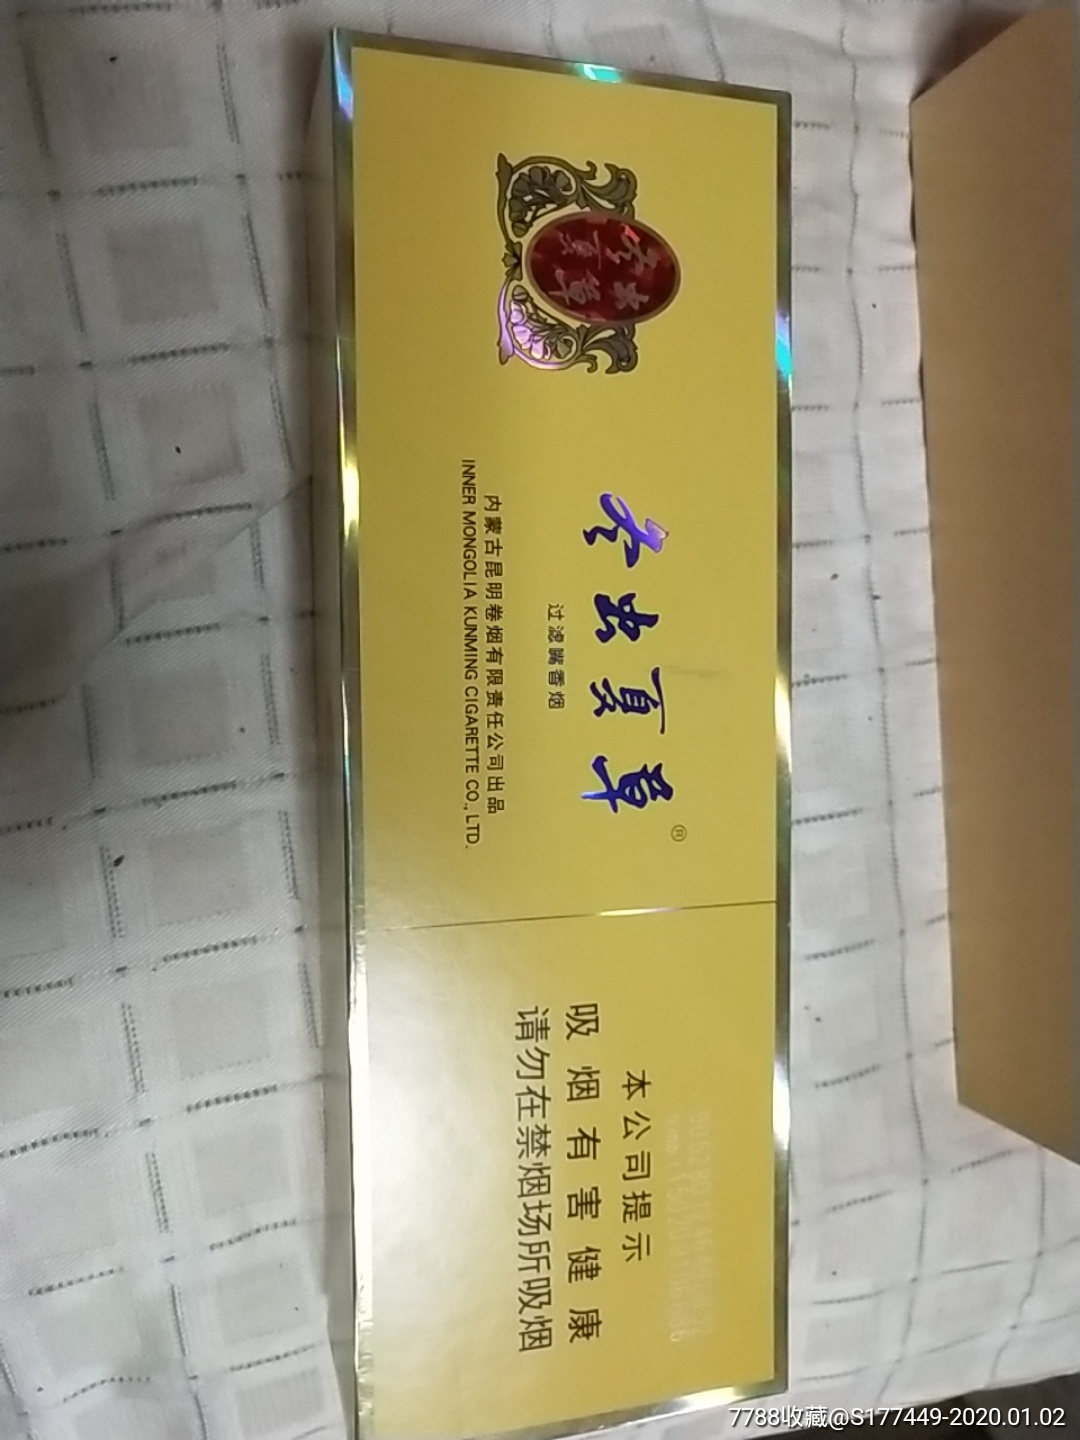 冬虫夏草
冬虫夏草®
过滤嘴香烟
内蒙古昆明卷烟有限责任公司出品
INNER MONGOLIA KUNMING CIGARETTE CO., LTD.
本公司提示
吸烟有害健康
请勿在禁烟场所吸烟
7788收藏@S177449-2020.01.02